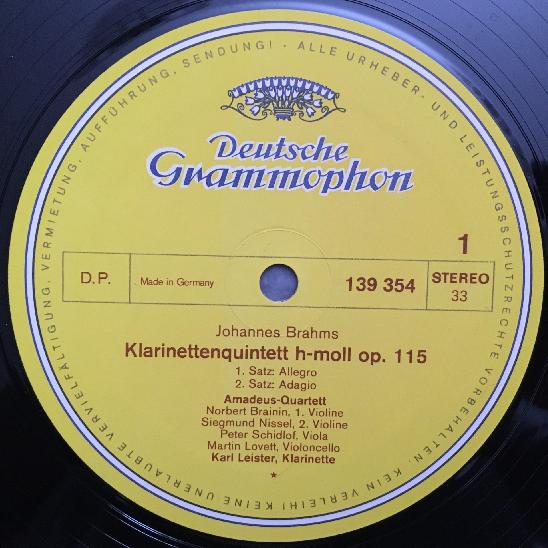 VERVIELFÄLTIGUNG, VERMIETUNG, AUFFÜHRUNG, SENDUNG! · ALLE URHEBER- UND LEISTUNGSSCHUTZRECHTE VORBEHALTEN. KEIN VERLEIH! KEINE UNERLAUBTE
Deutsche
Grammophon
1
D.P.
Made in Germany
139 354
STEREO
33
Johannes Brahms
Klarinettenquintett h-moll op. 115
1. Satz: Allegro
2. Satz: Adagio
Amadeus-Quartett
Norbert Brainin, 1. Violine
Siegmund Nissel, 2. Violine
Peter Schidlof, Viola
Martin Lovett, Violoncello
Karl Leister, Klarinette
*